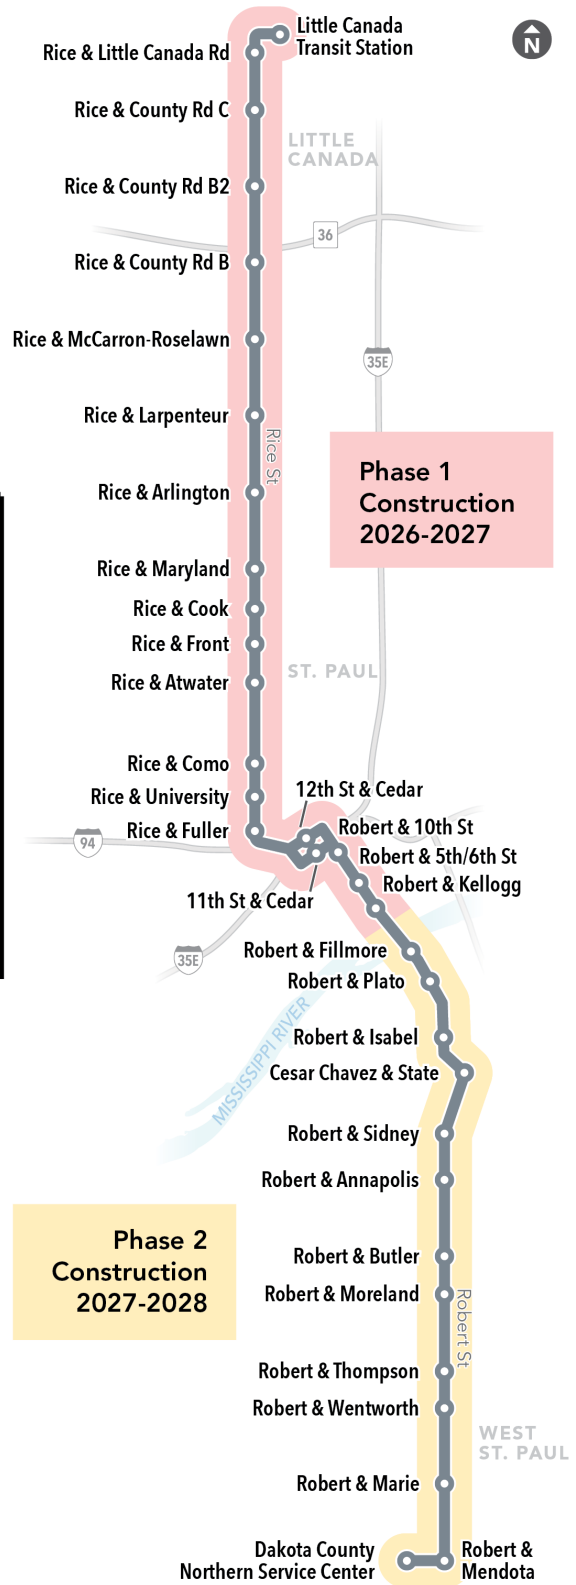 Little Canada
Transit Station
N
Rice & Little Canada Rd
Rice & County Rd C
LITTLE
CANADA
Rice & County Rd B2
36
Rice & County Rd B
Rice & McCarron-Roselawn
35E
Rice & Larpenteur
Rice St
Phase 1
Construction
2026-2027
Rice & Arlington
Rice & Maryland
Rice & Cook
Rice & Front
ST. PAUL
Rice & Atwater
Rice & Como
12th St & Cedar
Rice & University
Rice & Fuller
Robert & 10th St
94
Robert & 5th/6th St
Robert & Kellogg
11th St & Cedar
Robert & Fillmore
35E
Robert & Plato
Robert & Isabel
MISSISSIPPI RIVER
Cesar Chavez & State
Robert & Sidney
Robert & Annapolis
Phase 2
Construction
2027-2028
Robert & Butler
Robert & Moreland
Robert St
Robert & Thompson
Robert & Wentworth
WEST
ST. PAUL
Robert & Marie
Dakota County
Northern Service Center
Robert &
Mendota